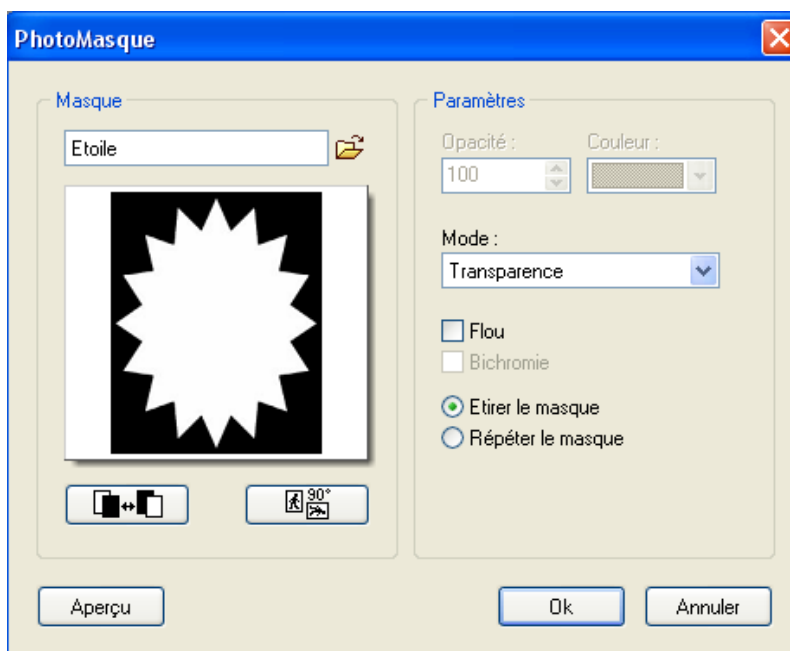 PhotoMasque
Masque
Etoile
90°
Paramètres
Opacité :
Couleur :
100
Mode :
Transparence
Flou
Bichromie
Etirer le masque
Répéter le masque
Aperçu
Ok
Annuler